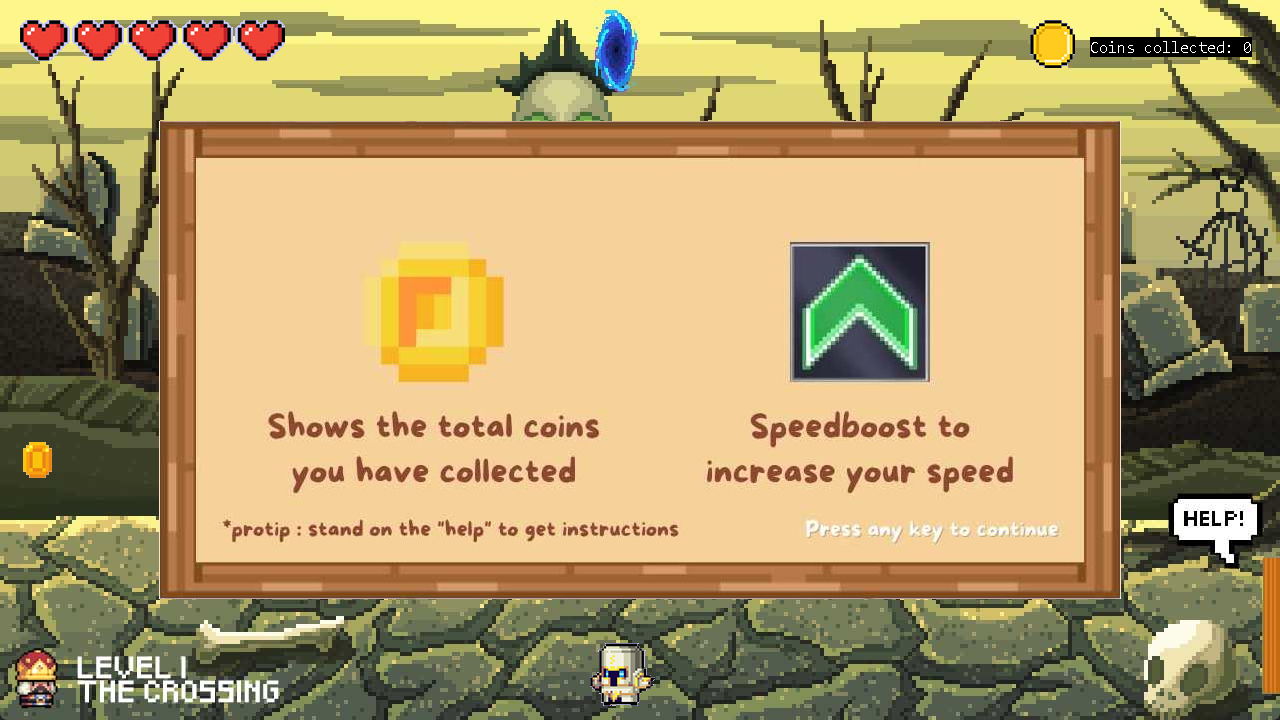 Coins collected: 0
Shows the total coins
you have collected
Speedboost to
increase your speed
*protip : stand on the "help" to get instructions
Press any key to continue
HELP!
LEVEL 1
THE CROSSING